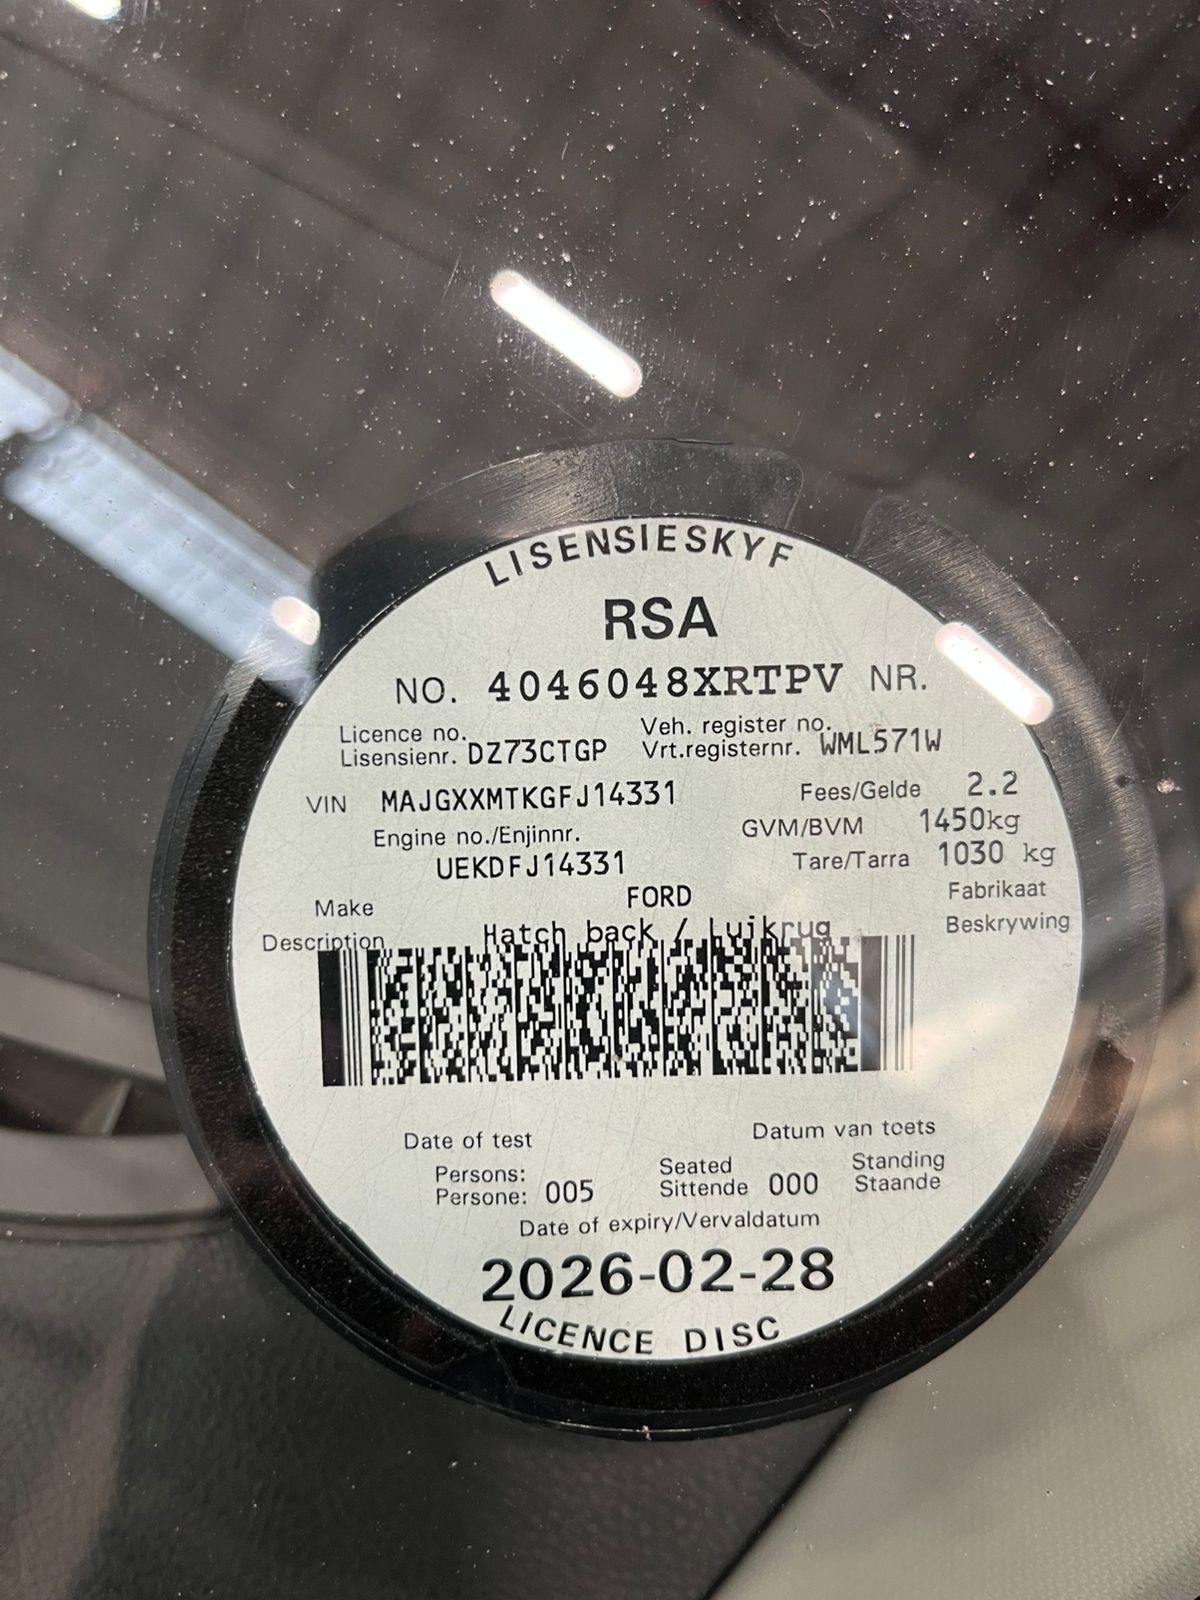 LISENSIESKYF
RSA
NO. 4046048XRTPV NR.
Licence no. Veh. register no.
Lisensienr. DZ73CTGP Vrt.registernr. WML571W
VIN MAJGXXMTKGFJ14331 Fees/Gelde 2.2
Engine no./Enjinnr. GVM/BVM 1450kg
UEKDFJ14331 Tare/Tarra 1030 kg
Make FORD Fabrikaat
Description Hatch back / Luikrug Beskrywing
Date of test Datum van toets
Persons: Seated Standing
Persone: 005 Sittende 000 Staande
Date of expiry/Vervaldatum
2026-02-28
LICENCE DISC